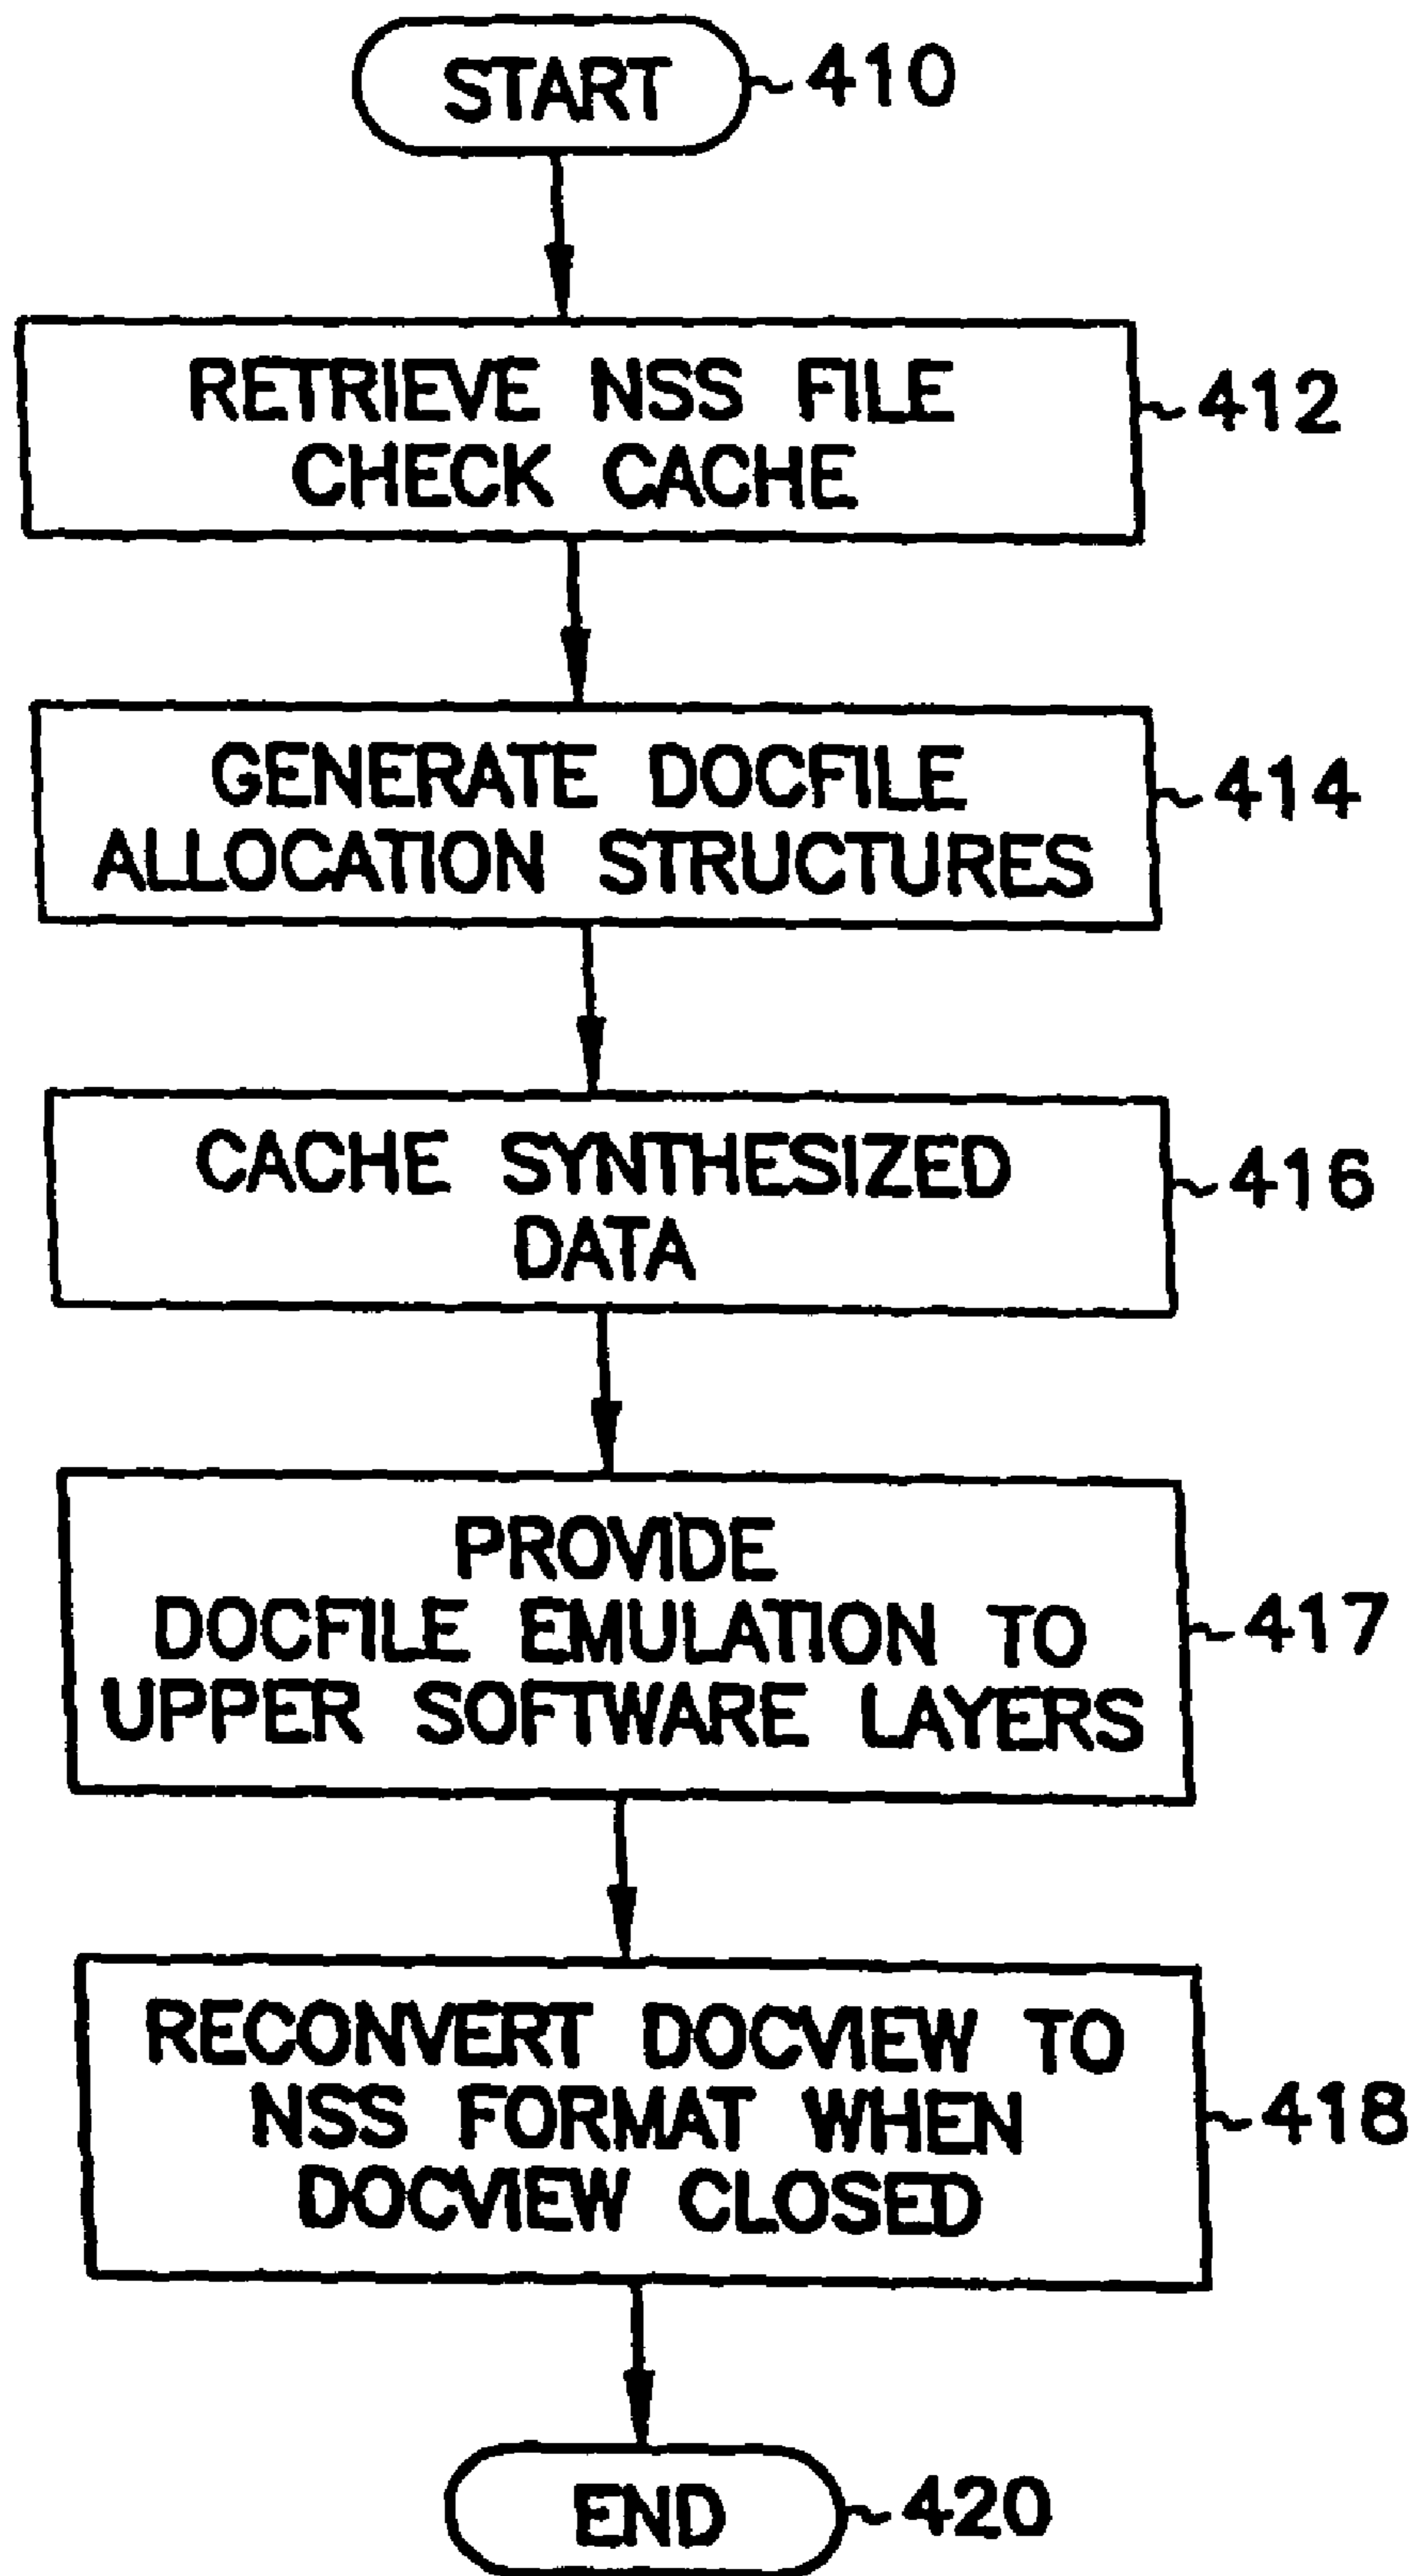 START
410
RETRIEVE NSS FILE
CHECK CACHE
412
GENERATE DOCFILE
ALLOCATION STRUCTURES
414
CACHE SYNTHESIZED
DATA
416
PROVIDE
DOCFILE EMULATION TO
UPPER SOFTWARE LAYERS
417
RECONVERT DOCVIEW TO
NSS FORMAT WHEN
DOCVIEW CLOSED
418
END
420